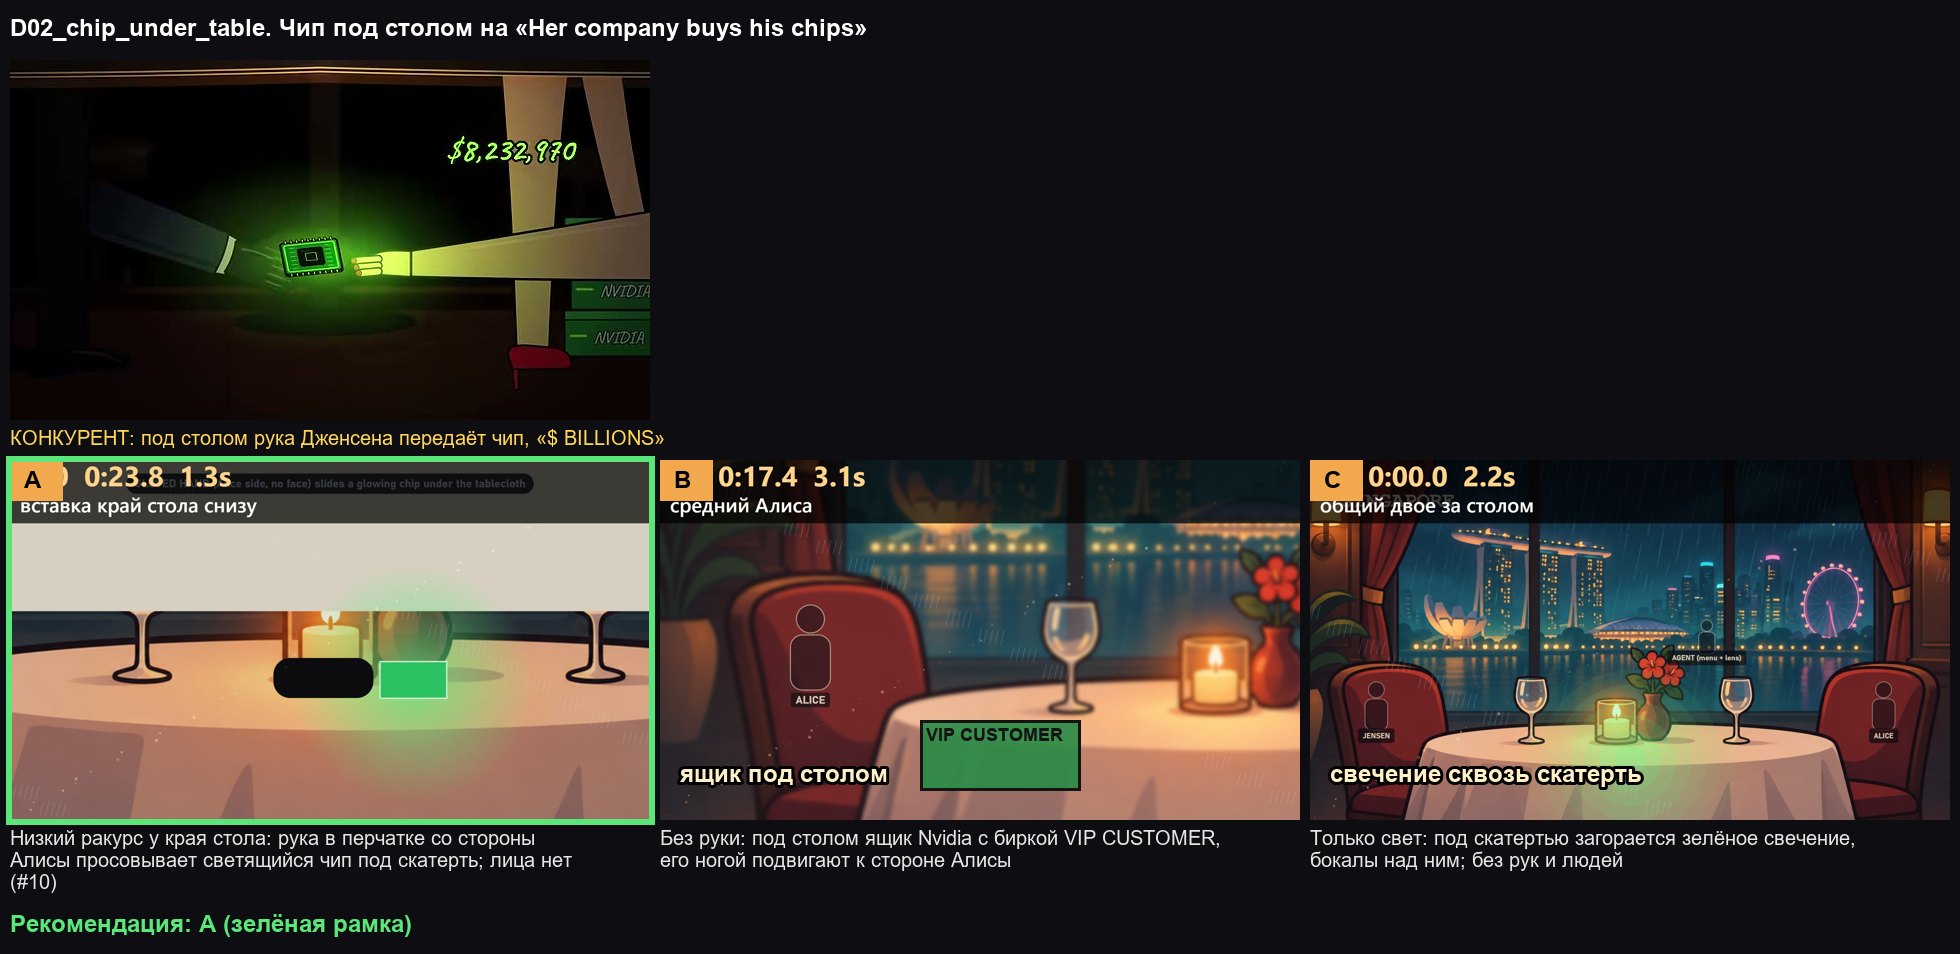 D02_chip_under_table. Чип под столом на «Her company buys his chips»
$8,232,970
NVIDIA
NVIDIA
КОНКУРЕНТ: под столом рука Дженсена передаёт чип, «$ BILLIONS»
A 0:23.8 1.3s
slides a glowing chip under the tablecloth
вставка край стола снизу
B 0:17.4 3.1s
средний Алиса
ALICE
VIP CUSTOMER
ящик под столом
C 0:00.0 2.2s
SINGAPORE
общий двое за столом
AGENT (menu + lens)
JENSEN
ALICE
свечение сквозь скатерть
Низкий ракурс у края стола: рука в перчатке со стороны
Алисы просовывает светящийся чип под скатерть; лица нет
(#10)
Без руки: под столом ящик Nvidia с биркой VIP CUSTOMER,
его ногой подвигают к стороне Алисы
Только свет: под скатертью загорается зелёное свечение,
бокалы над ним; без рук и людей
Рекомендация: A (зелёная рамка)